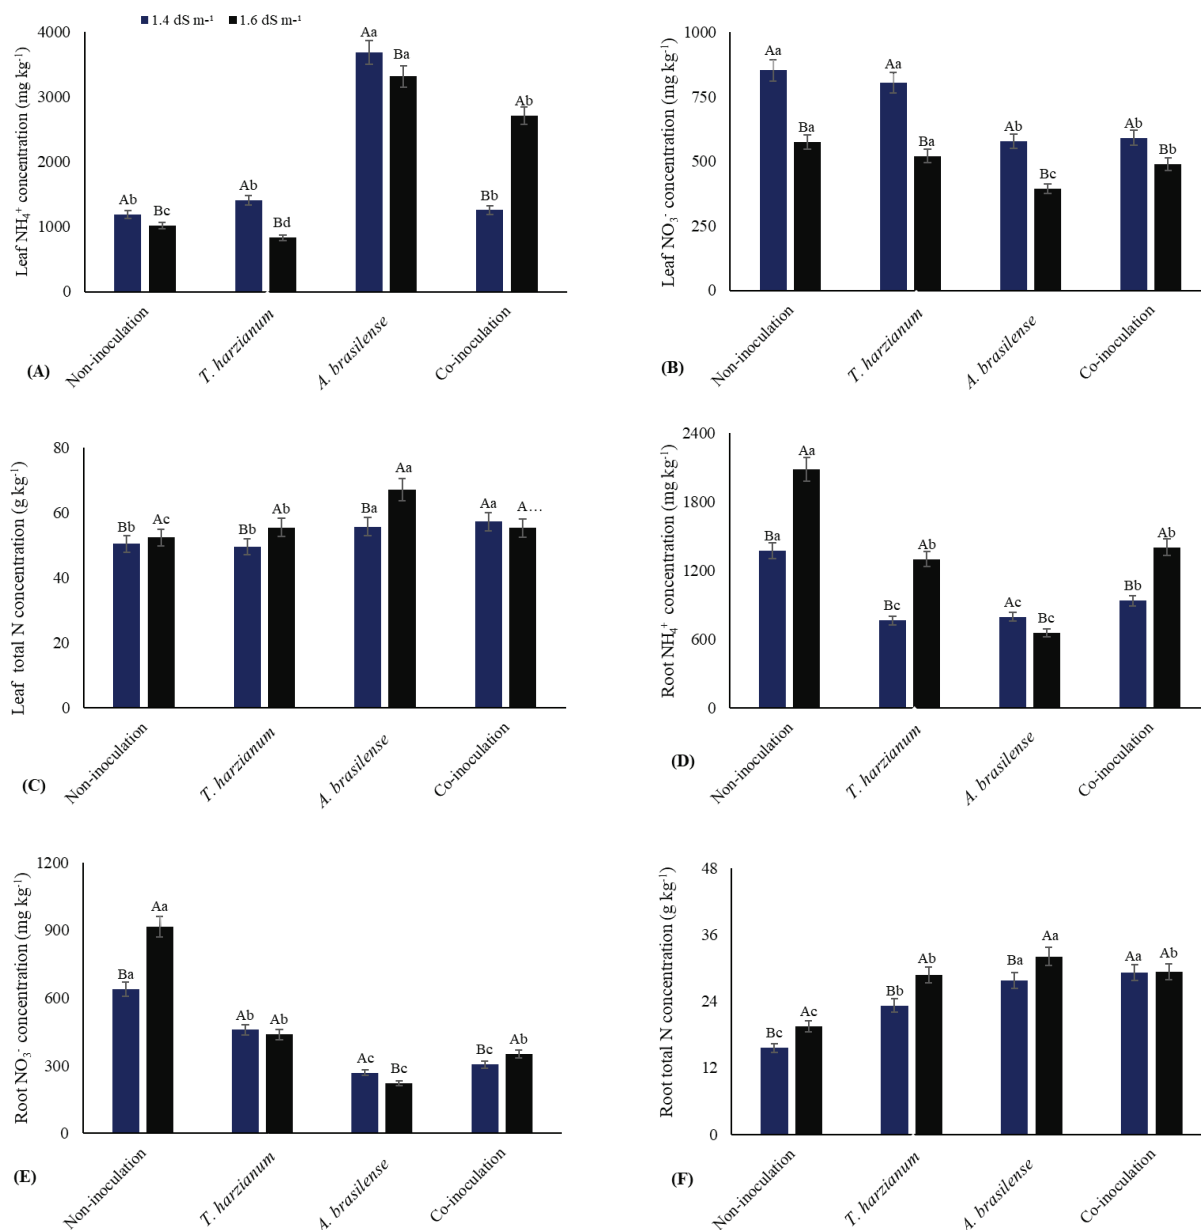 1.4 dS m⁻¹ 1.6 dS m⁻¹
Leaf NH₄⁺ concentration (mg kg⁻¹)
4000
3000
2000
1000
0
Ab Bc Ab Bd Aa Ba Bb Ab
Non-inoculation T. harzianum A. brasilense Co-inoculation
(A)
Leaf NO₃⁻ concentration (mg kg⁻¹)
1000
750
500
250
0
Aa Ba Aa Ba Ab Bc Ab Bb
Non-inoculation T. harzianum A. brasilense Co-inoculation
(B)
Leaf total N concentration (g kg⁻¹)
80
60
40
20
0
Bb Ac Bb Ab Ba Aa Aa A…
Non-inoculation T. harzianum A. brasilense Co-inoculation
(C)
Root NH₄⁺ concentration (mg kg⁻¹)
2400
1800
1200
600
0
Ba Aa Bc Ab Ac Bc Bb Ab
Non-inoculation T. harzianum A. brasilense Co-inoculation
(D)
Root NO₃⁻ concentration (mg kg⁻¹)
1200
900
600
300
0
Ba Aa Ab Ab Ac Bc Bc Ab
Non-inoculation T. harzianum A. brasilense Co-inoculation
(E)
Root total N concentration (g kg⁻¹)
48
36
24
12
0
Bc Ac Bb Ab Ba Aa Aa Ab
Non-inoculation T. harzianum A. brasilense Co-inoculation
(F)